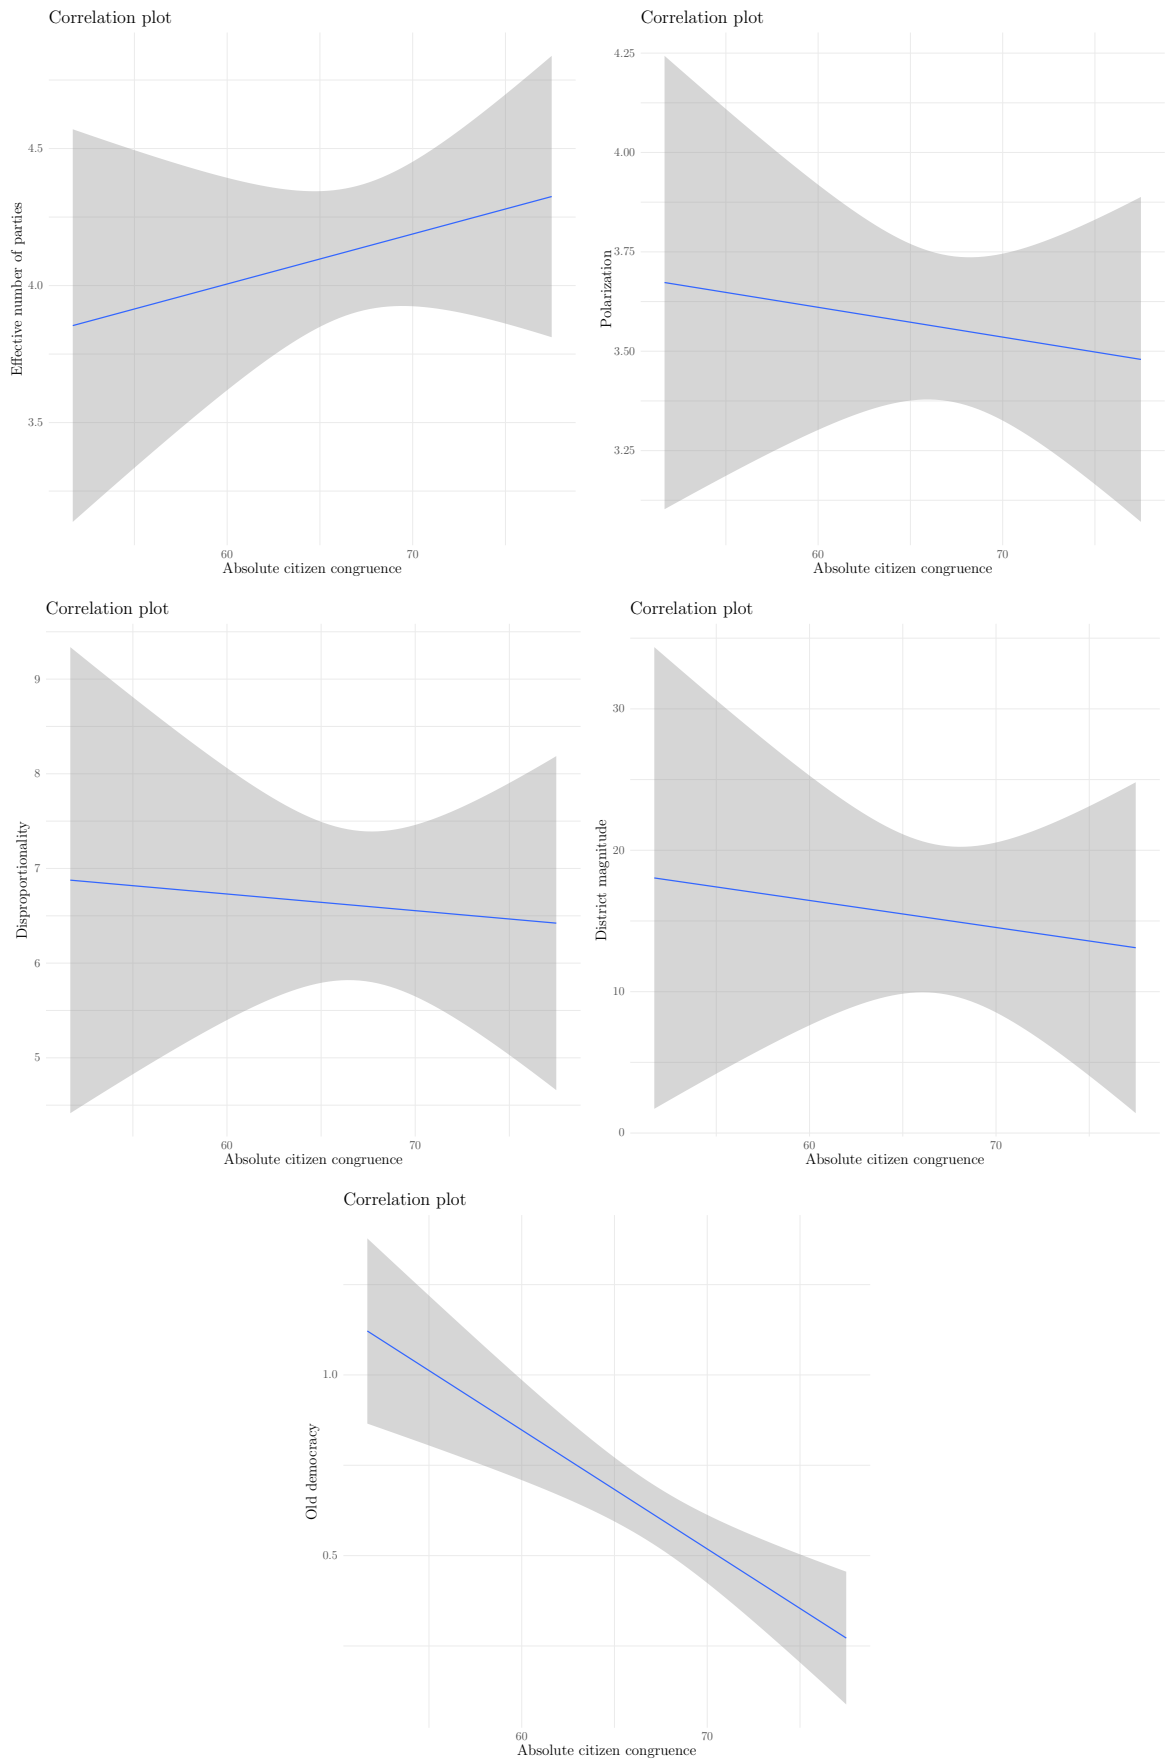 Correlation plot
Effective number of parties
4.5
4.0
3.5
60 70
Absolute citizen congruence
Correlation plot
Polarization
4.25
4.00
3.75
3.50
3.25
60 70
Absolute citizen congruence
Correlation plot
Disproportionality
9
8
7
6
5
60 70
Absolute citizen congruence
Correlation plot
District magnitude
30
20
10
0
60 70
Absolute citizen congruence
Correlation plot
Old democracy
1.0
0.5
60 70
Absolute citizen congruence